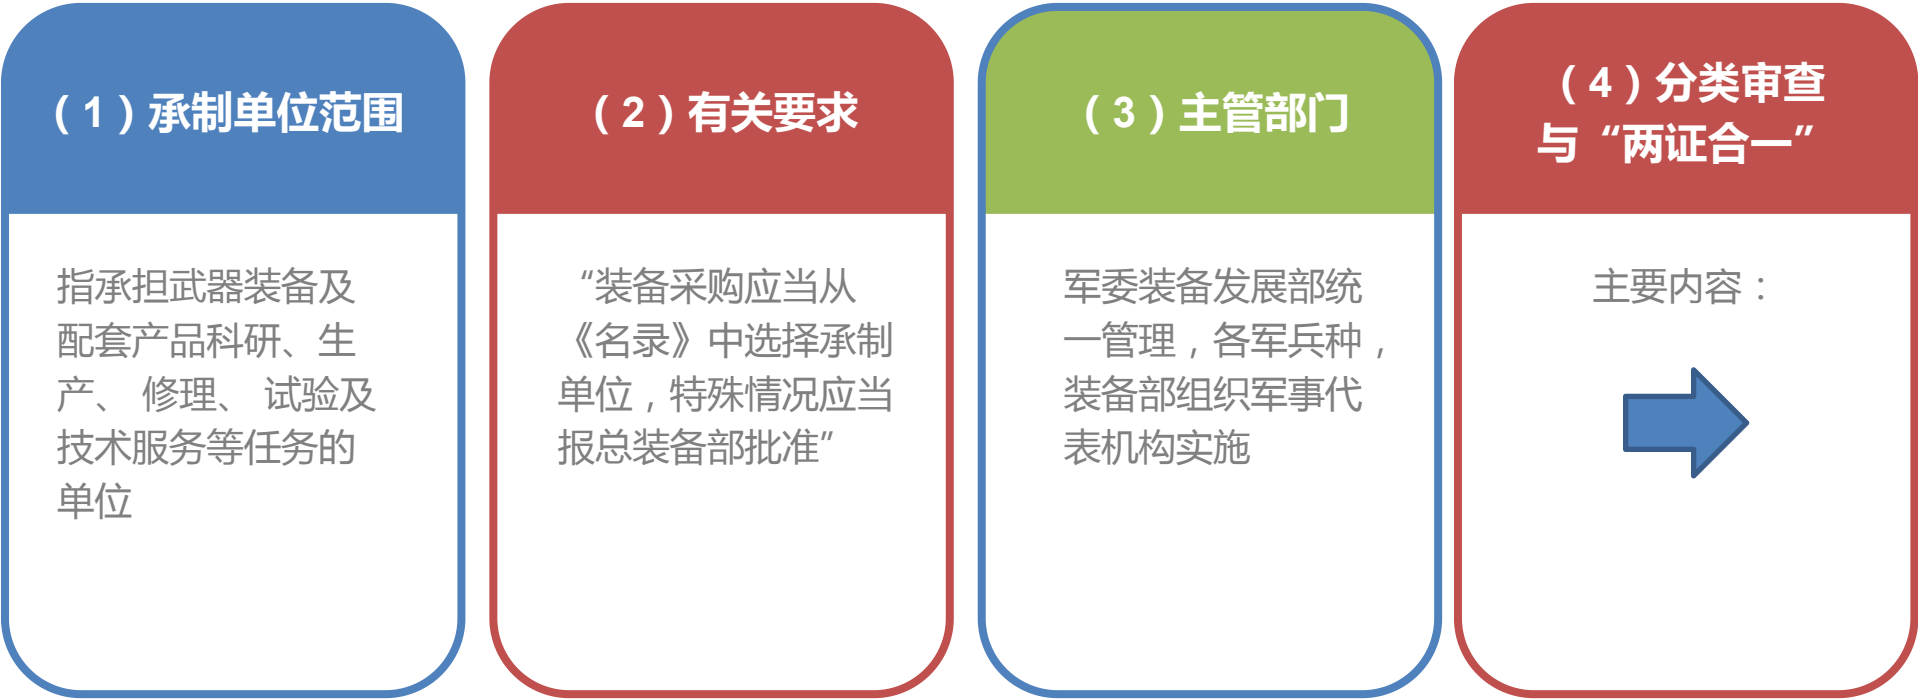 （1）承制单位范围
指承担武器装备及
配套产品科研、生
产、 修理、 试验及
技术服务等任务的
单位
（2）有关要求
“装备采购应当从
《名录》中选择承制
单位，特殊情况应当
报总装备部批准”
（3）主管部门
军委装备发展部统
一管理，各军兵种，
装备部组织军事代
表机构实施
（4）分类审查
与“两证合一”
主要内容：